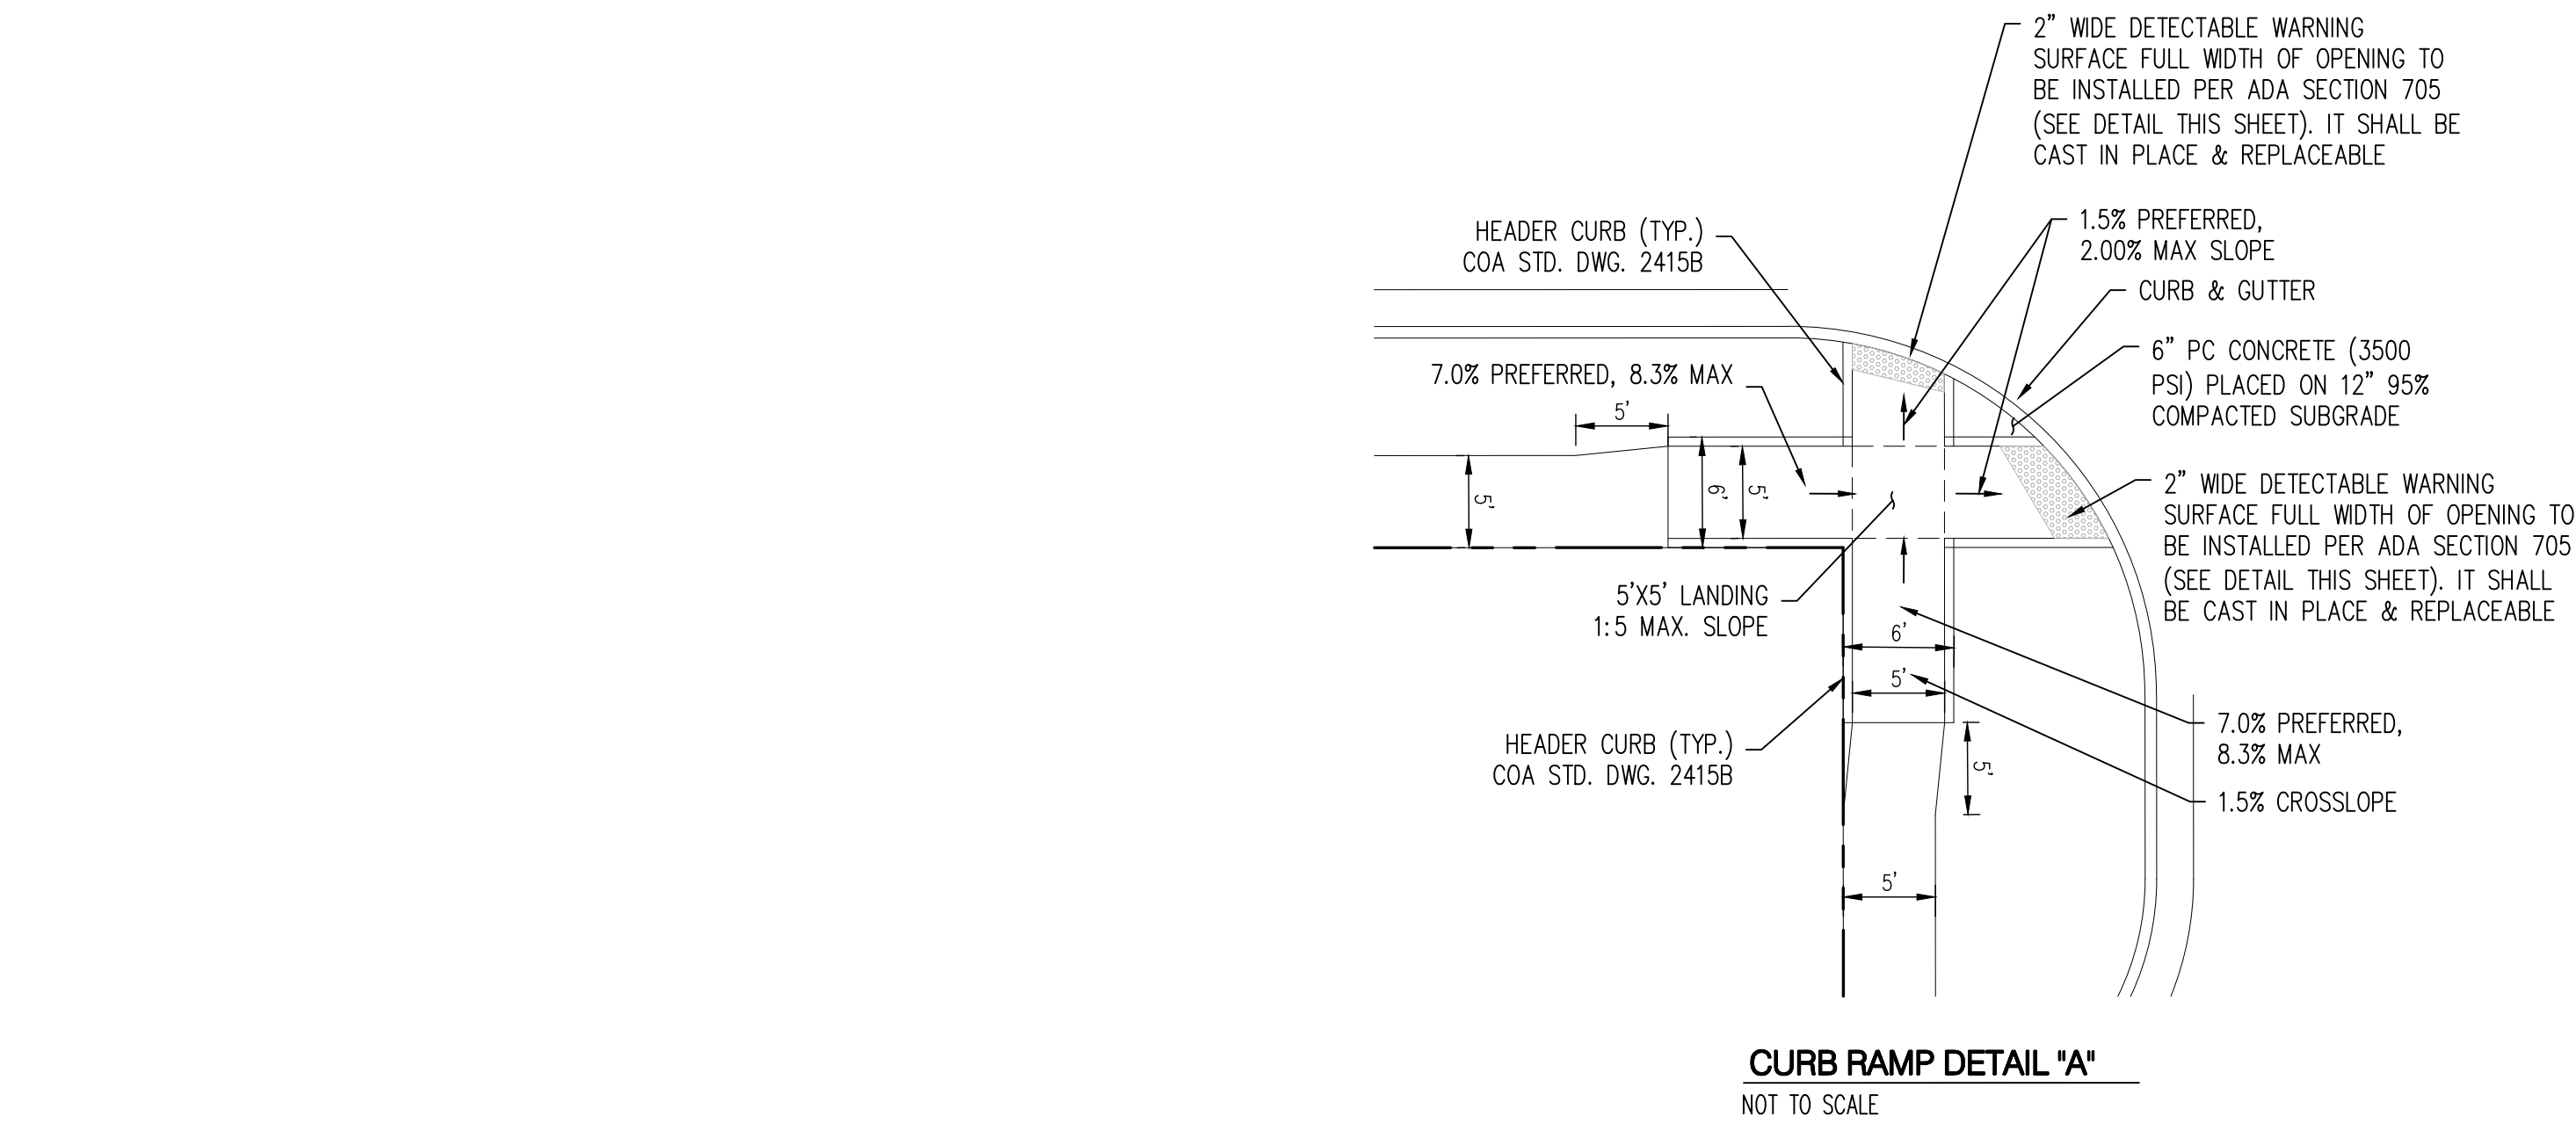 2” WIDE DETECTABLE WARNING
SURFACE FULL WIDTH OF OPENING TO
BE INSTALLED PER ADA SECTION 705
(SEE DETAIL THIS SHEET). IT SHALL BE
CAST IN PLACE & REPLACEABLE
HEADER CURB (TYP.)
COA STD. DWG. 2415B
1.5% PREFERRED,
2.00% MAX SLOPE
CURB & GUTTER
6” PC CONCRETE (3500
PSI) PLACED ON 12” 95%
COMPACTED SUBGRADE
7.0% PREFERRED, 8.3% MAX
5’
5’
6’
5’
2” WIDE DETECTABLE WARNING
SURFACE FULL WIDTH OF OPENING TO
BE INSTALLED PER ADA SECTION 705
(SEE DETAIL THIS SHEET). IT SHALL
BE CAST IN PLACE & REPLACEABLE
5’X5’ LANDING
1:5 MAX. SLOPE
6’
5’
HEADER CURB (TYP.)
COA STD. DWG. 2415B
5’
7.0% PREFERRED,
8.3% MAX
1.5% CROSSLOPE
5’
CURB RAMP DETAIL "A"
NOT TO SCALE